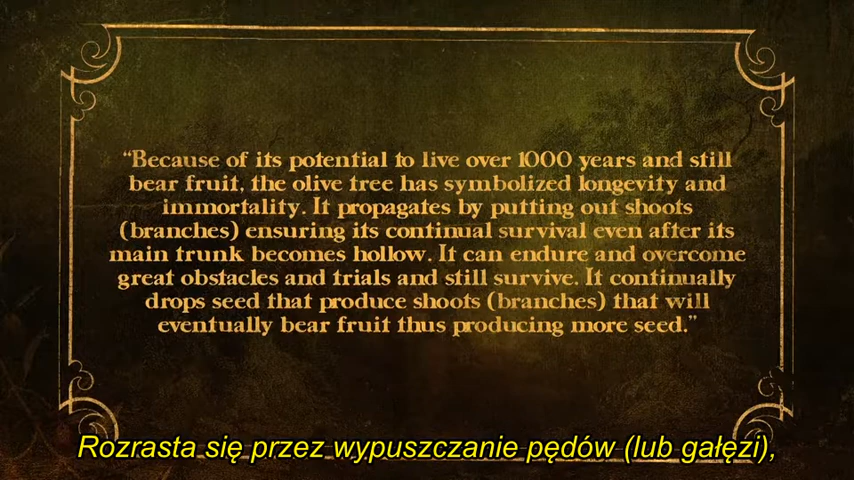 “Because of its potential to live over 1000 years and still
bear fruit, the olive tree has symbolized longevity and
immortality. It propagates by putting out shoots
(branches) ensuring its continual survival even after its
main trunk becomes hollow. It can endure and overcome
great obstacles and trials and still survive. It continually
drops seed that produce shoots (branches) that will
eventually bear fruit thus producing more seed.”
Rozrasta się przez wypuszczanie pędów (lub gałęzi),